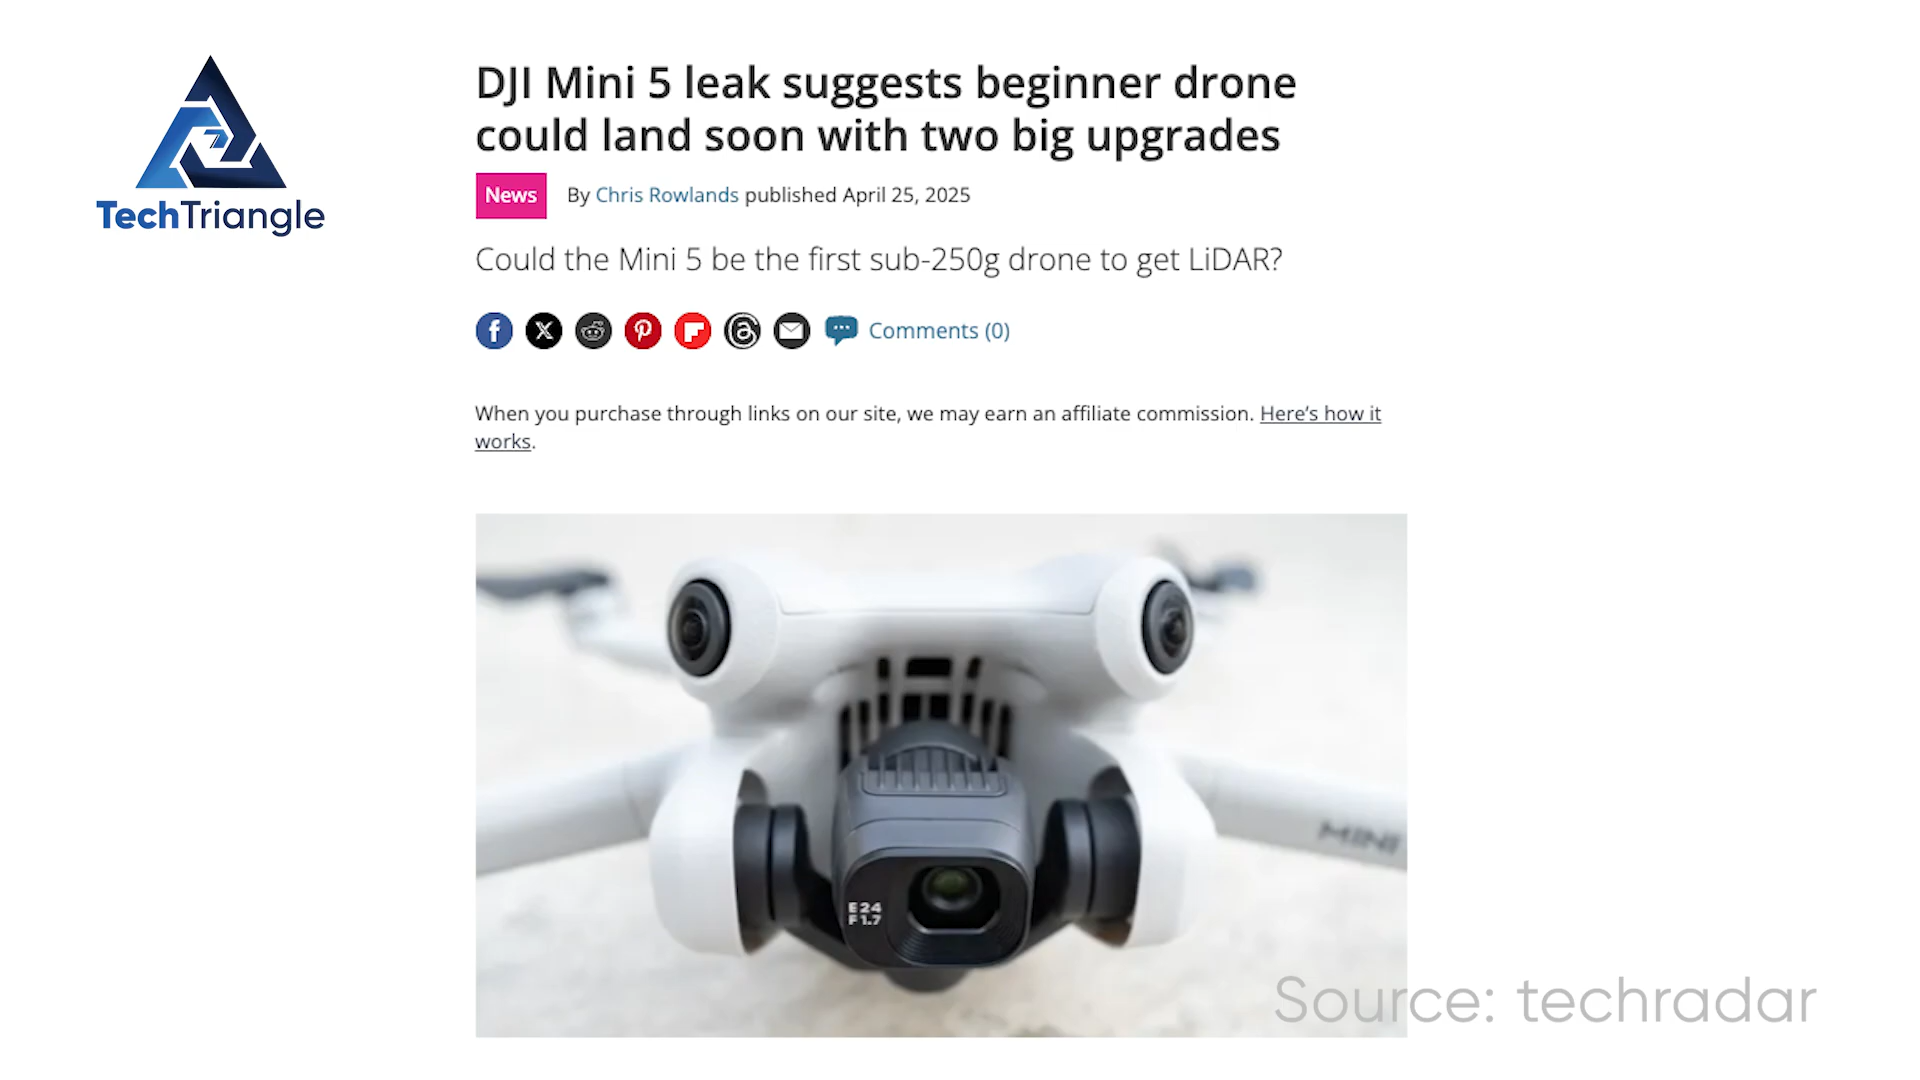 TechTriangle
DJI Mini 5 leak suggests beginner drone
could land soon with two big upgrades
News
By Chris Rowlands published April 25, 2025
Could the Mini 5 be the first sub-250g drone to get LiDAR?
Comments (0)
When you purchase through links on our site, we may earn an affiliate commission. Here’s how it
works.
MINI
E24
F1.7
Source: techradar